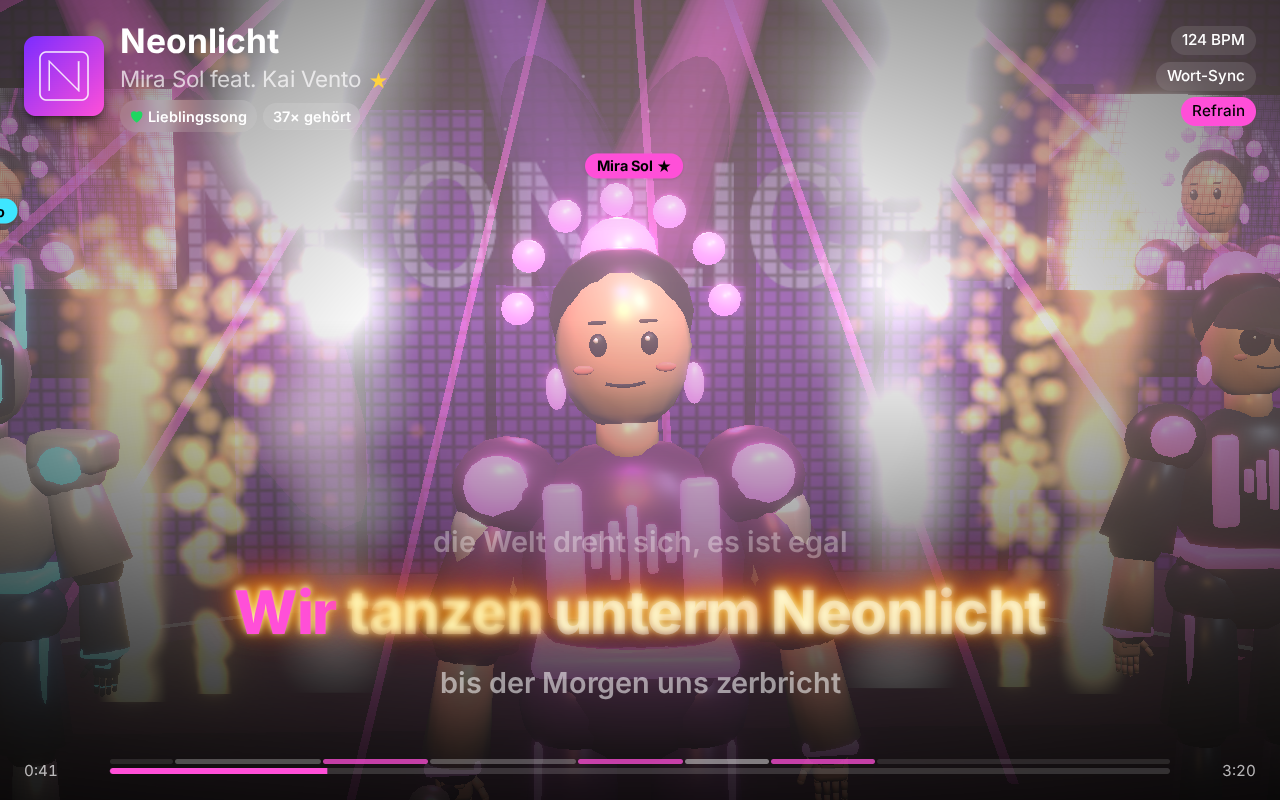 Neonlicht
Mira Sol feat. Kai Vento ★
Lieblingssong
37× gehört
124 BPM
Wort-Sync
Refrain
N
Mira Sol ★
NEONLICHT
die Welt dreht sich, es ist egal
Wir tanzen unterm Neonlicht
bis der Morgen uns zerbricht
0:41
3:20